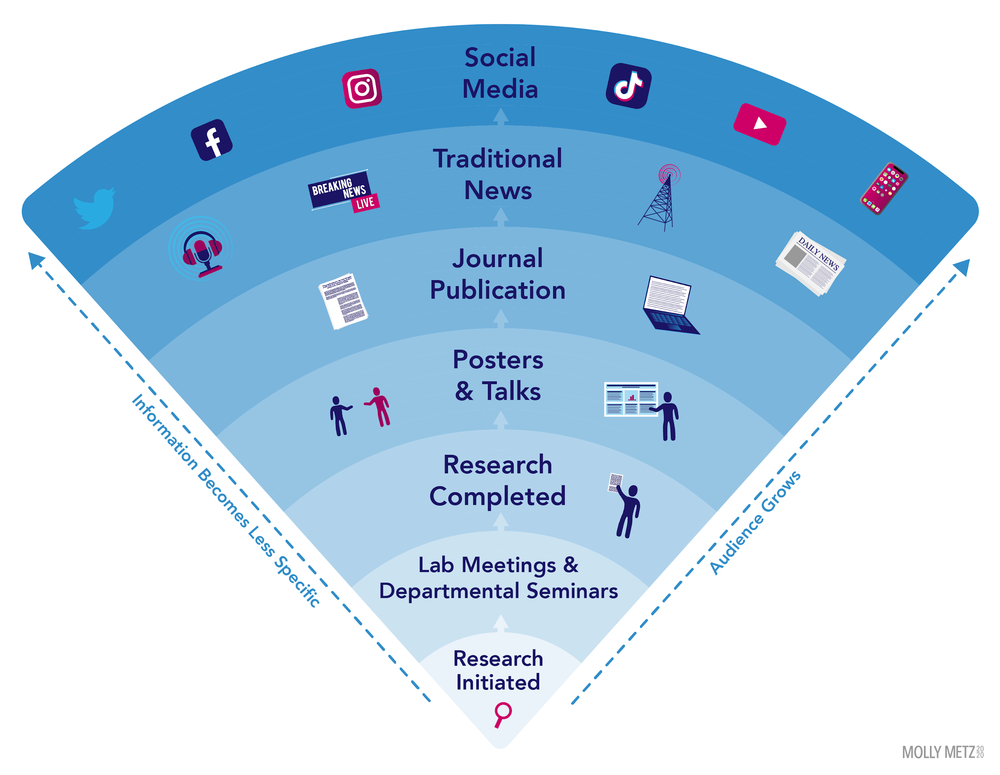 Social
Media
Traditional
News
BREAKING
NEWS
LIVE
DAILY NEWS
Journal
Publication
Posters
& Talks
Research
Completed
Lab Meetings &
Departmental Seminars
Research
Initiated
Information Becomes Less Specific
Audience Grows
MOLLY METZ 2020